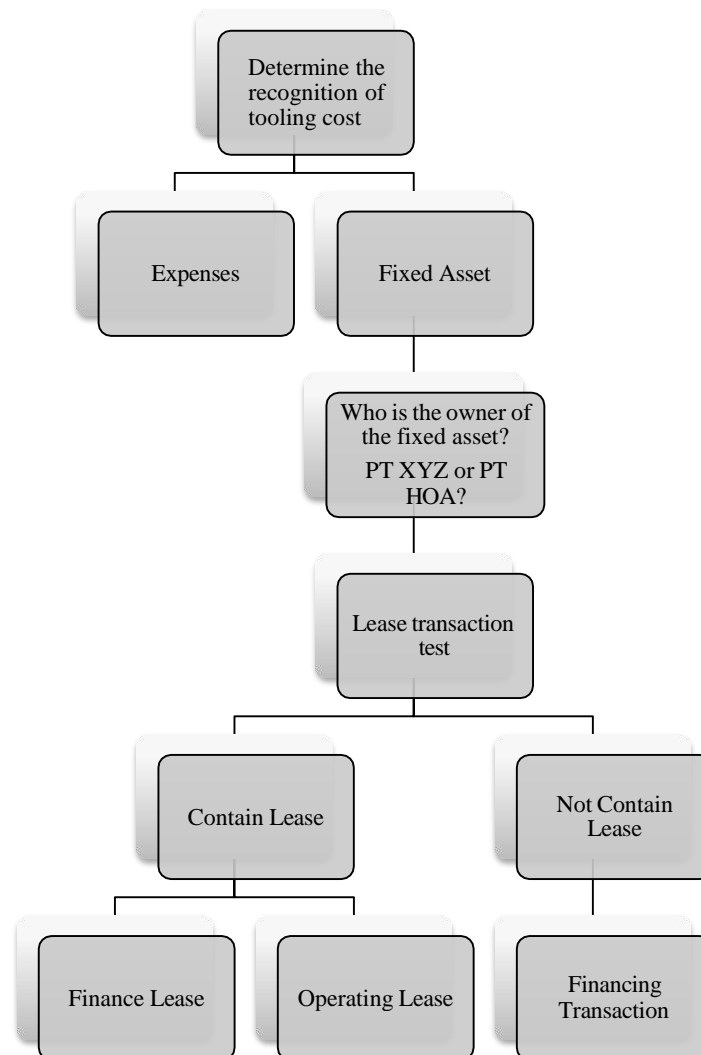 Determine the
recognition of
tooling cost
Expenses
Fixed Asset
Who is the owner of
the fixed asset?
PT XYZ or PT
HOA?
Lease transaction
test
Contain Lease
Not Contain
Lease
Finance Lease
Operating Lease
Financing
Transaction